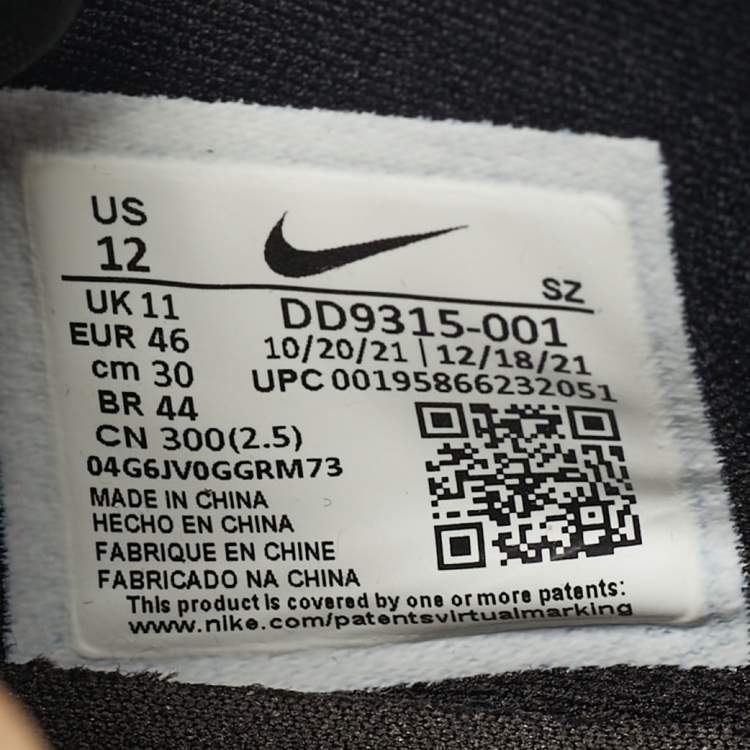 US
12
SZ
UK 11
EUR 46
cm 30
BR 44
CN 300(2.5)
DD9315-001
10/20/21 | 12/18/21
UPC 00195866232051
04G6JV0GGRM73
MADE IN CHINA
HECHO EN CHINA
FABRIQUE EN CHINE
FABRICADO NA CHINA
This product is covered by one or more patents:
www.nike.com/patentsvirtualmarking